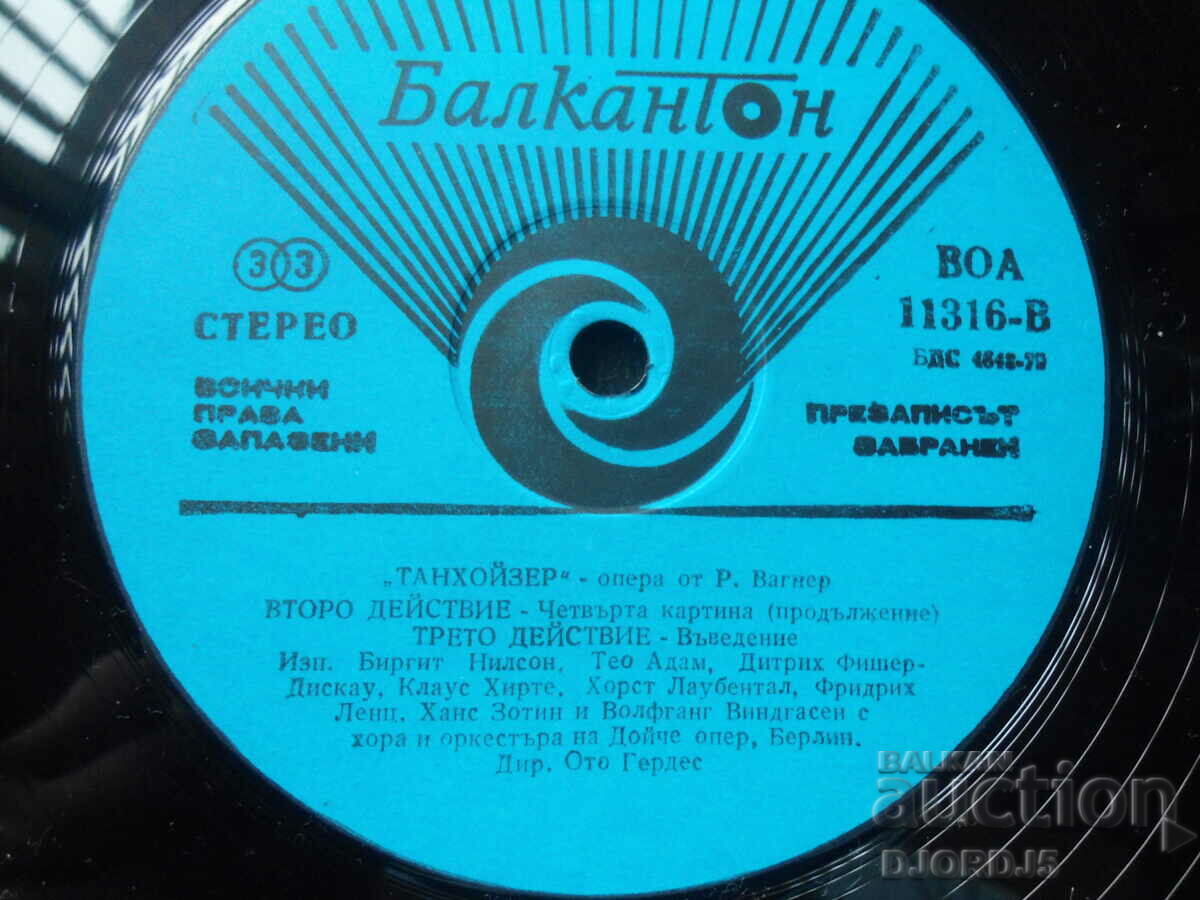 Балкантон
33
СТЕРЕО
ВСИЧКИ
ПРАВА
ЗАПАЗЕНИ
ВОА
11316-В
БДС 4648-72
ПРЕЗАПИСЪТ
ЗАБРАНЕН
„ТАНХОЙЗЕР" - опера от Р. Вагнер
ВТОРО ДЕЙСТВИЕ - Четвърта картина (продължение)
ТРЕТО ДЕЙСТВИЕ - Въведение
Изп. Биргит Нилсон, Тео Адам, Дитрих Фишер-
Дискау, Клаус Хирте, Хорст Лаубентал, Фридрих
Ленц, Ханс Зотин и Волфганг Виндгасен с
хора и оркестъра на Дойче опер, Берлин.
Дир. Ото Гердес
BALKAN
auction
DJORDJ5